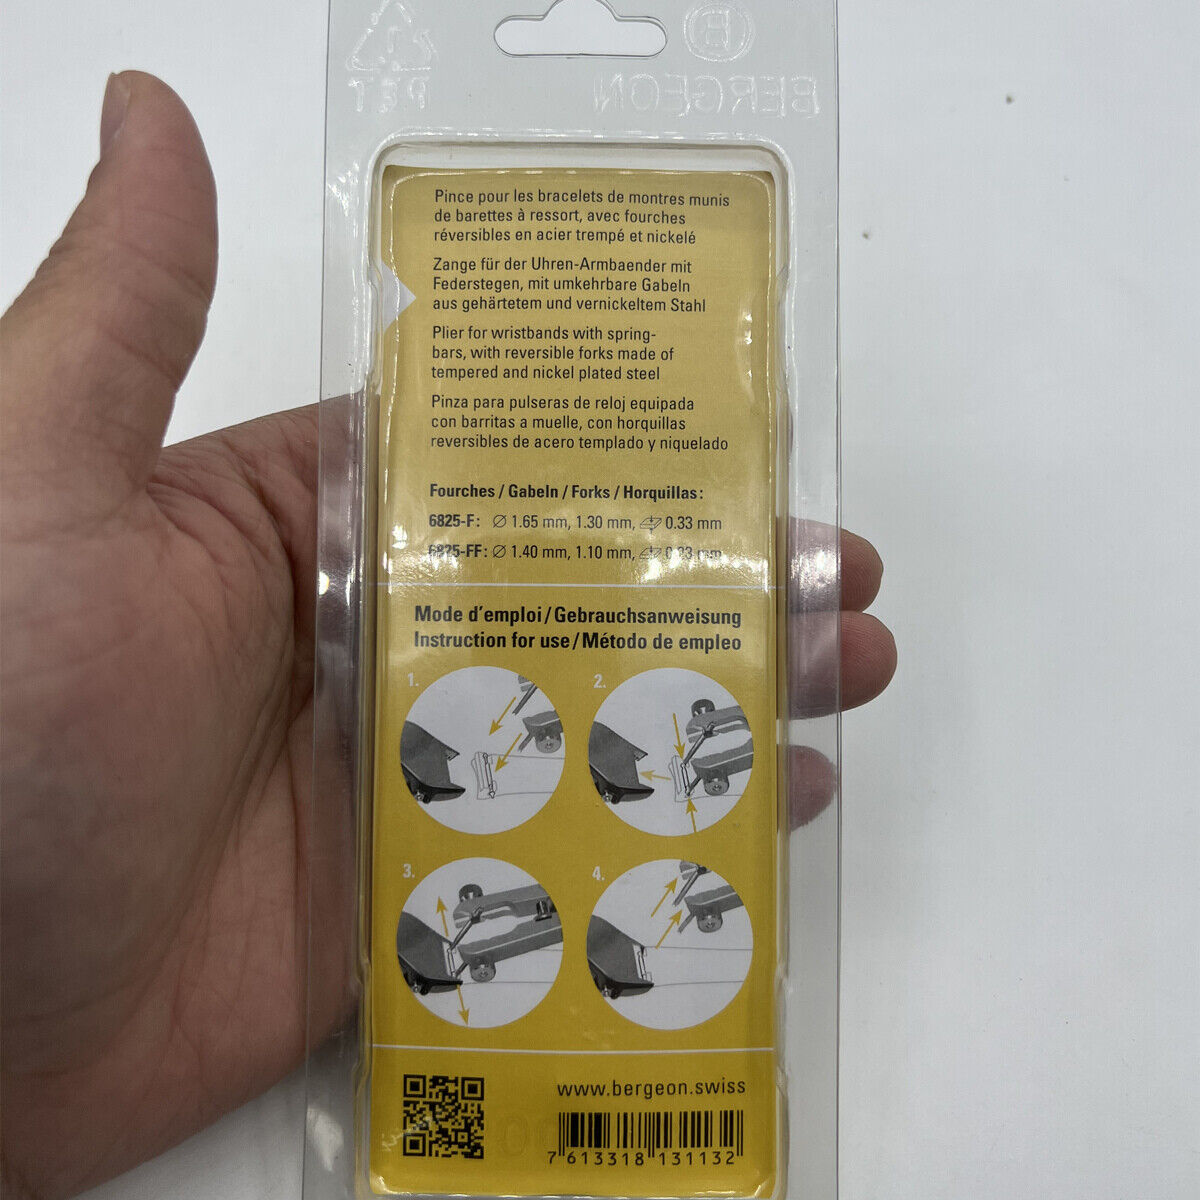 PET
B
BERGEON
Pince pour les bracelets de montres munis
de barettes à ressort, avec fourches
réversibles en acier trempé et nickelé
Zange für der Uhren-Armbaender mit
Federstegen, mit umkehrbare Gabeln
aus gehärtetem und vernickeltem Stahl
Plier for wristbands with spring-
bars, with reversible forks made of
tempered and nickel plated steel
Pinza para pulseras de reloj equipada
con barritas a muelle, con horquillas
reversibles de acero templado y niquelado
Fourches / Gabeln / Forks / Horquillas:
6825-F: ∅ 1.65 mm, 1.30 mm, 0.33 mm
6825-FF: ∅ 1.40 mm, 1.10 mm, 0.23 mm
Mode d'emploi / Gebrauchsanweisung
Instruction for use / Método de empleo
1. 2.
3. 4.
www.bergeon.swiss
7 613318 131132